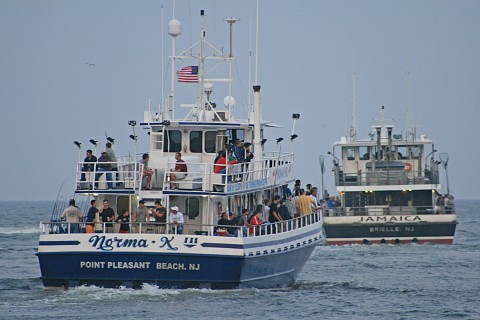 Norma-K III
POINT PLEASANT BEACH, NJ
JAMAICA
BRIELLE, NJ